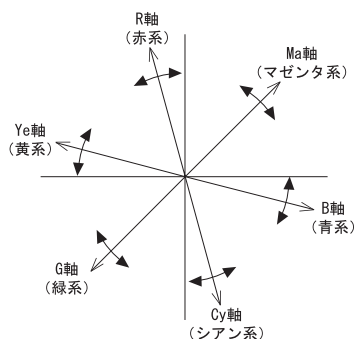 R軸
(赤系)
Ma軸
(マゼンタ系)
Ye軸
(黄系)
B軸
(青系)
G軸
(緑系)
Cy軸
(シアン系)